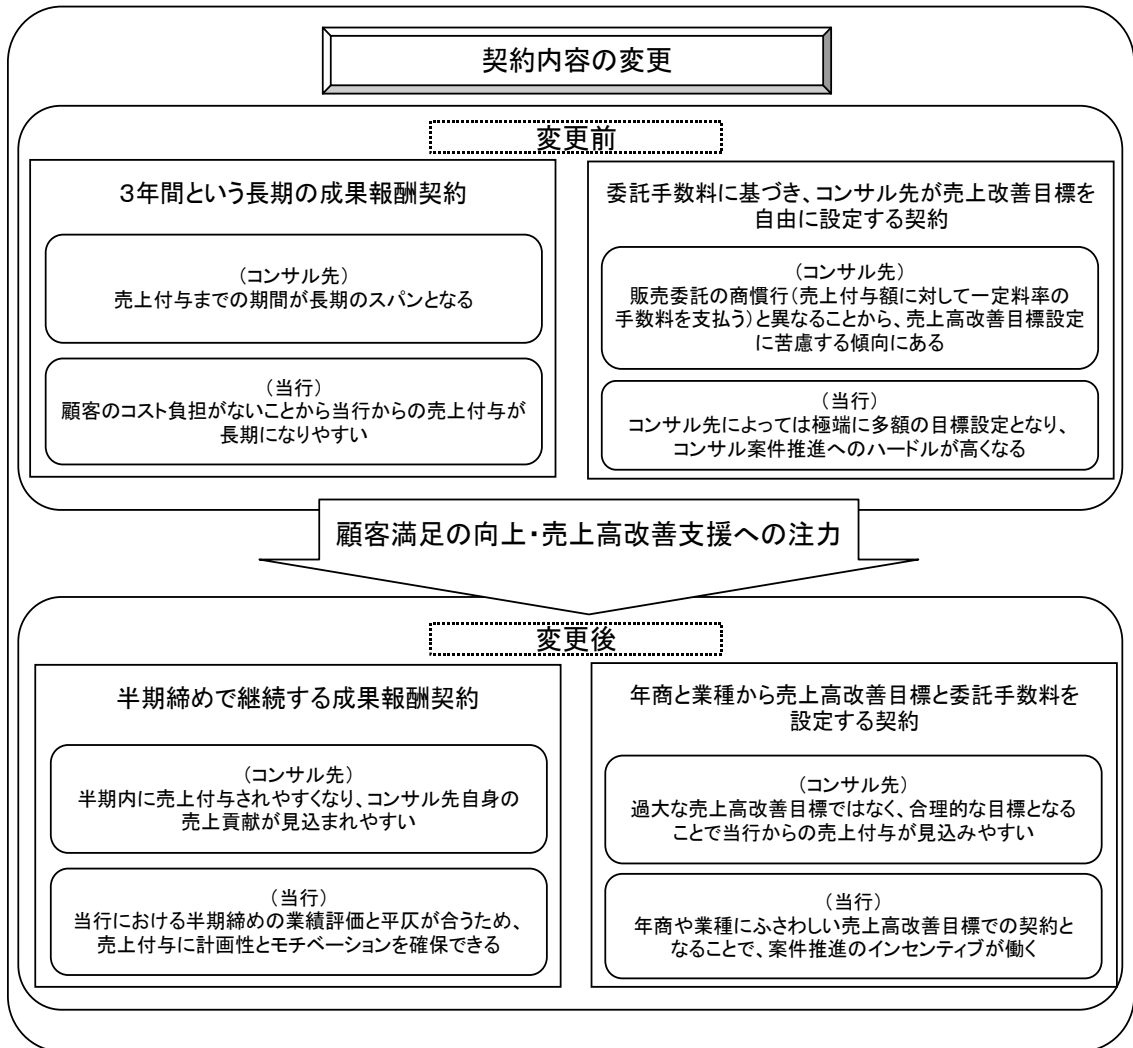 契約内容の変更
変更前
3年間という長期の成果報酬契約
（コンサル先）
売上付与までの期間が長期のスパンとなる
（当行）
顧客のコスト負担がないことから当行からの売上付与が
長期になりやすい
委託手数料に基づき、コンサル先が売上改善目標を
自由に設定する契約
（コンサル先）
販売委託の商慣行（売上付与額に対して一定料率の
手数料を支払う）と異なることから、売上高改善目標設定
に苦慮する傾向にある
（当行）
コンサル先によっては極端に多額の目標設定となり、
コンサル案件推進へのハードルが高くなる
顧客満足の向上・売上高改善支援への注力
変更後
半期締めで継続する成果報酬契約
（コンサル先）
半期内に売上付与されやすくなり、コンサル先自身の
売上貢献が見込まれやすい
（当行）
当行における半期締めの業績評価と平仄が合うため、
売上付与に計画性とモチベーションを確保できる
年商と業種から売上高改善目標と委託手数料を
設定する契約
（コンサル先）
過大な売上高改善目標ではなく、合理的な目標となる
ことで当行からの売上付与が見込みやすい
（当行）
年商や業種にふさわしい売上高改善目標での契約と
なることで、案件推進のインセンティブが働く